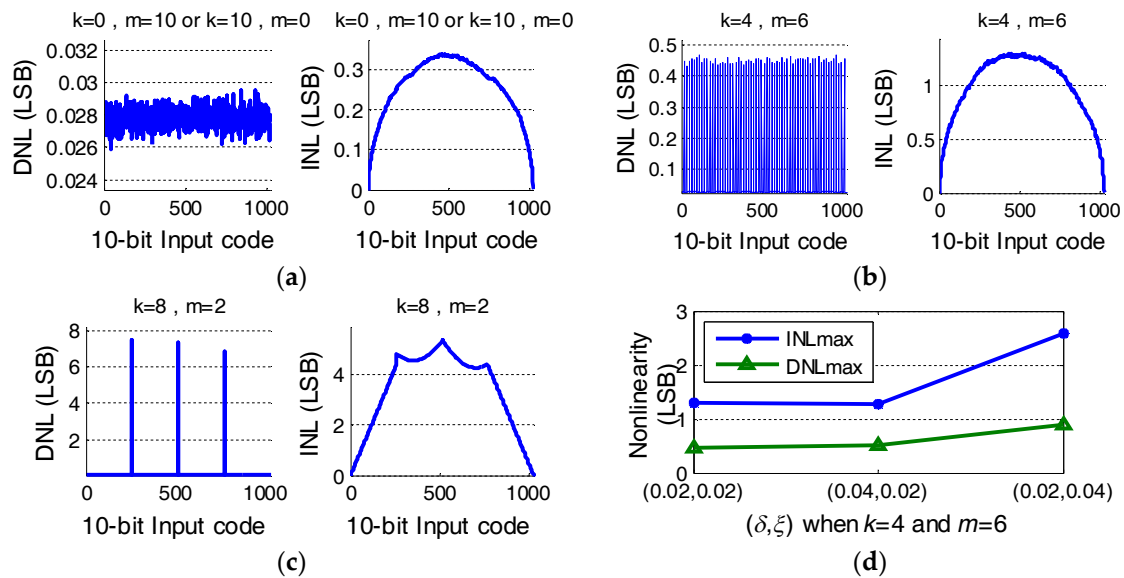 k=0 , m=10 or k=10 , m=0
DNL (LSB)
0.032
0.03
0.028
0.026
0.024
0
500
1000
10-bit Input code
k=0 , m=10 or k=10 , m=0
INL (LSB)
0.3
0.2
0.1
0
0
500
1000
10-bit Input code
(a)
k=4 , m=6
DNL (LSB)
0.5
0.4
0.3
0.2
0.1
0
500
1000
10-bit Input code
k=4 , m=6
INL (LSB)
1
0.5
0
0
500
1000
10-bit Input code
(b)
k=8 , m=2
DNL (LSB)
8
6
4
2
0
500
1000
10-bit Input code
k=8 , m=2
INL (LSB)
4
2
0
0
500
1000
10-bit Input code
(c)
Nonlinearity
(LSB)
3
2
1
0
INLmax
DNLmax
(0.02,0.02)
(0.04,0.02)
(0.02,0.04)
(δ,ξ) when k=4 and m=6
(d)